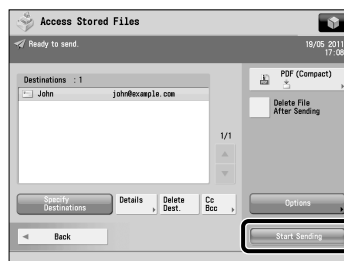 Access Stored Files
Ready to send.
19/05 2011
17:08
Destinations : 1
John john@example.com
1/1
PDF (Compact)
Delete File
After Sending
Specify
Destinations
Details
Delete
Dest.
Cc
Bcc
Options
Back
Start Sending